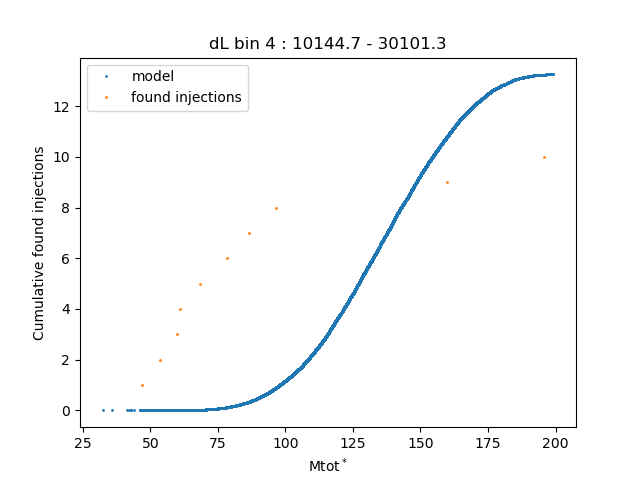 dL bin 4 : 10144.7 - 30101.3
model
found injections
Cumulative found injections
12
10
8
6
4
2
0
25 50 75 100 125 150 175 200
Mtot*